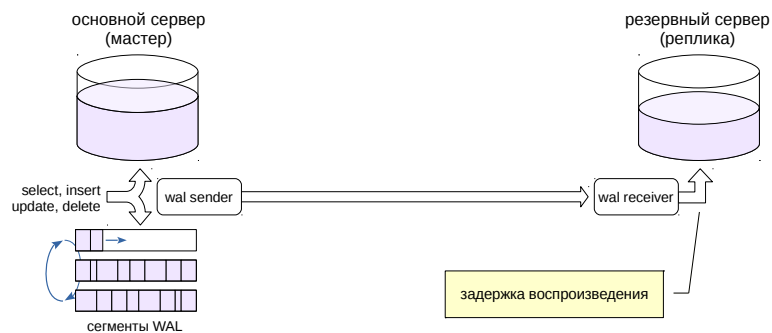 основной сервер
(мастер)
резервный сервер
(реплика)
select, insert
update, delete
wal sender
wal receiver
задержка воспроизведения
сегменты WAL